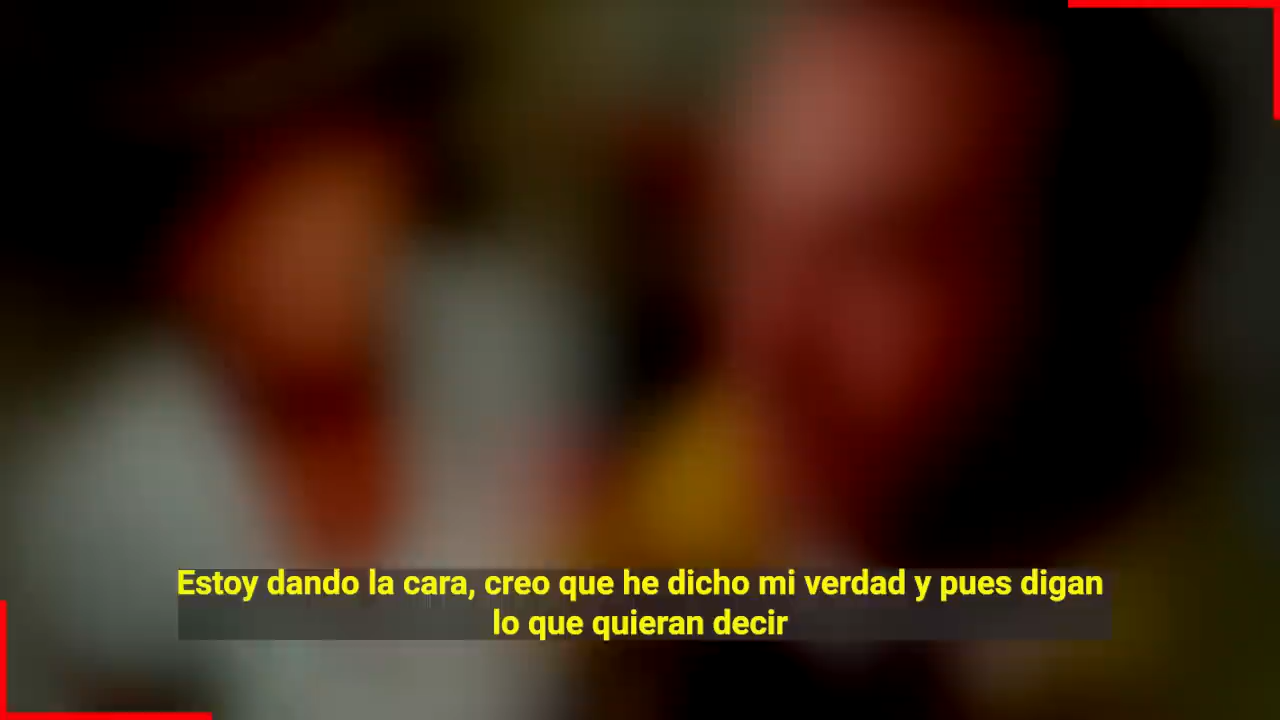 Estoy dando la cara, creo que he dicho mi verdad y pues digan
lo que quieran decir